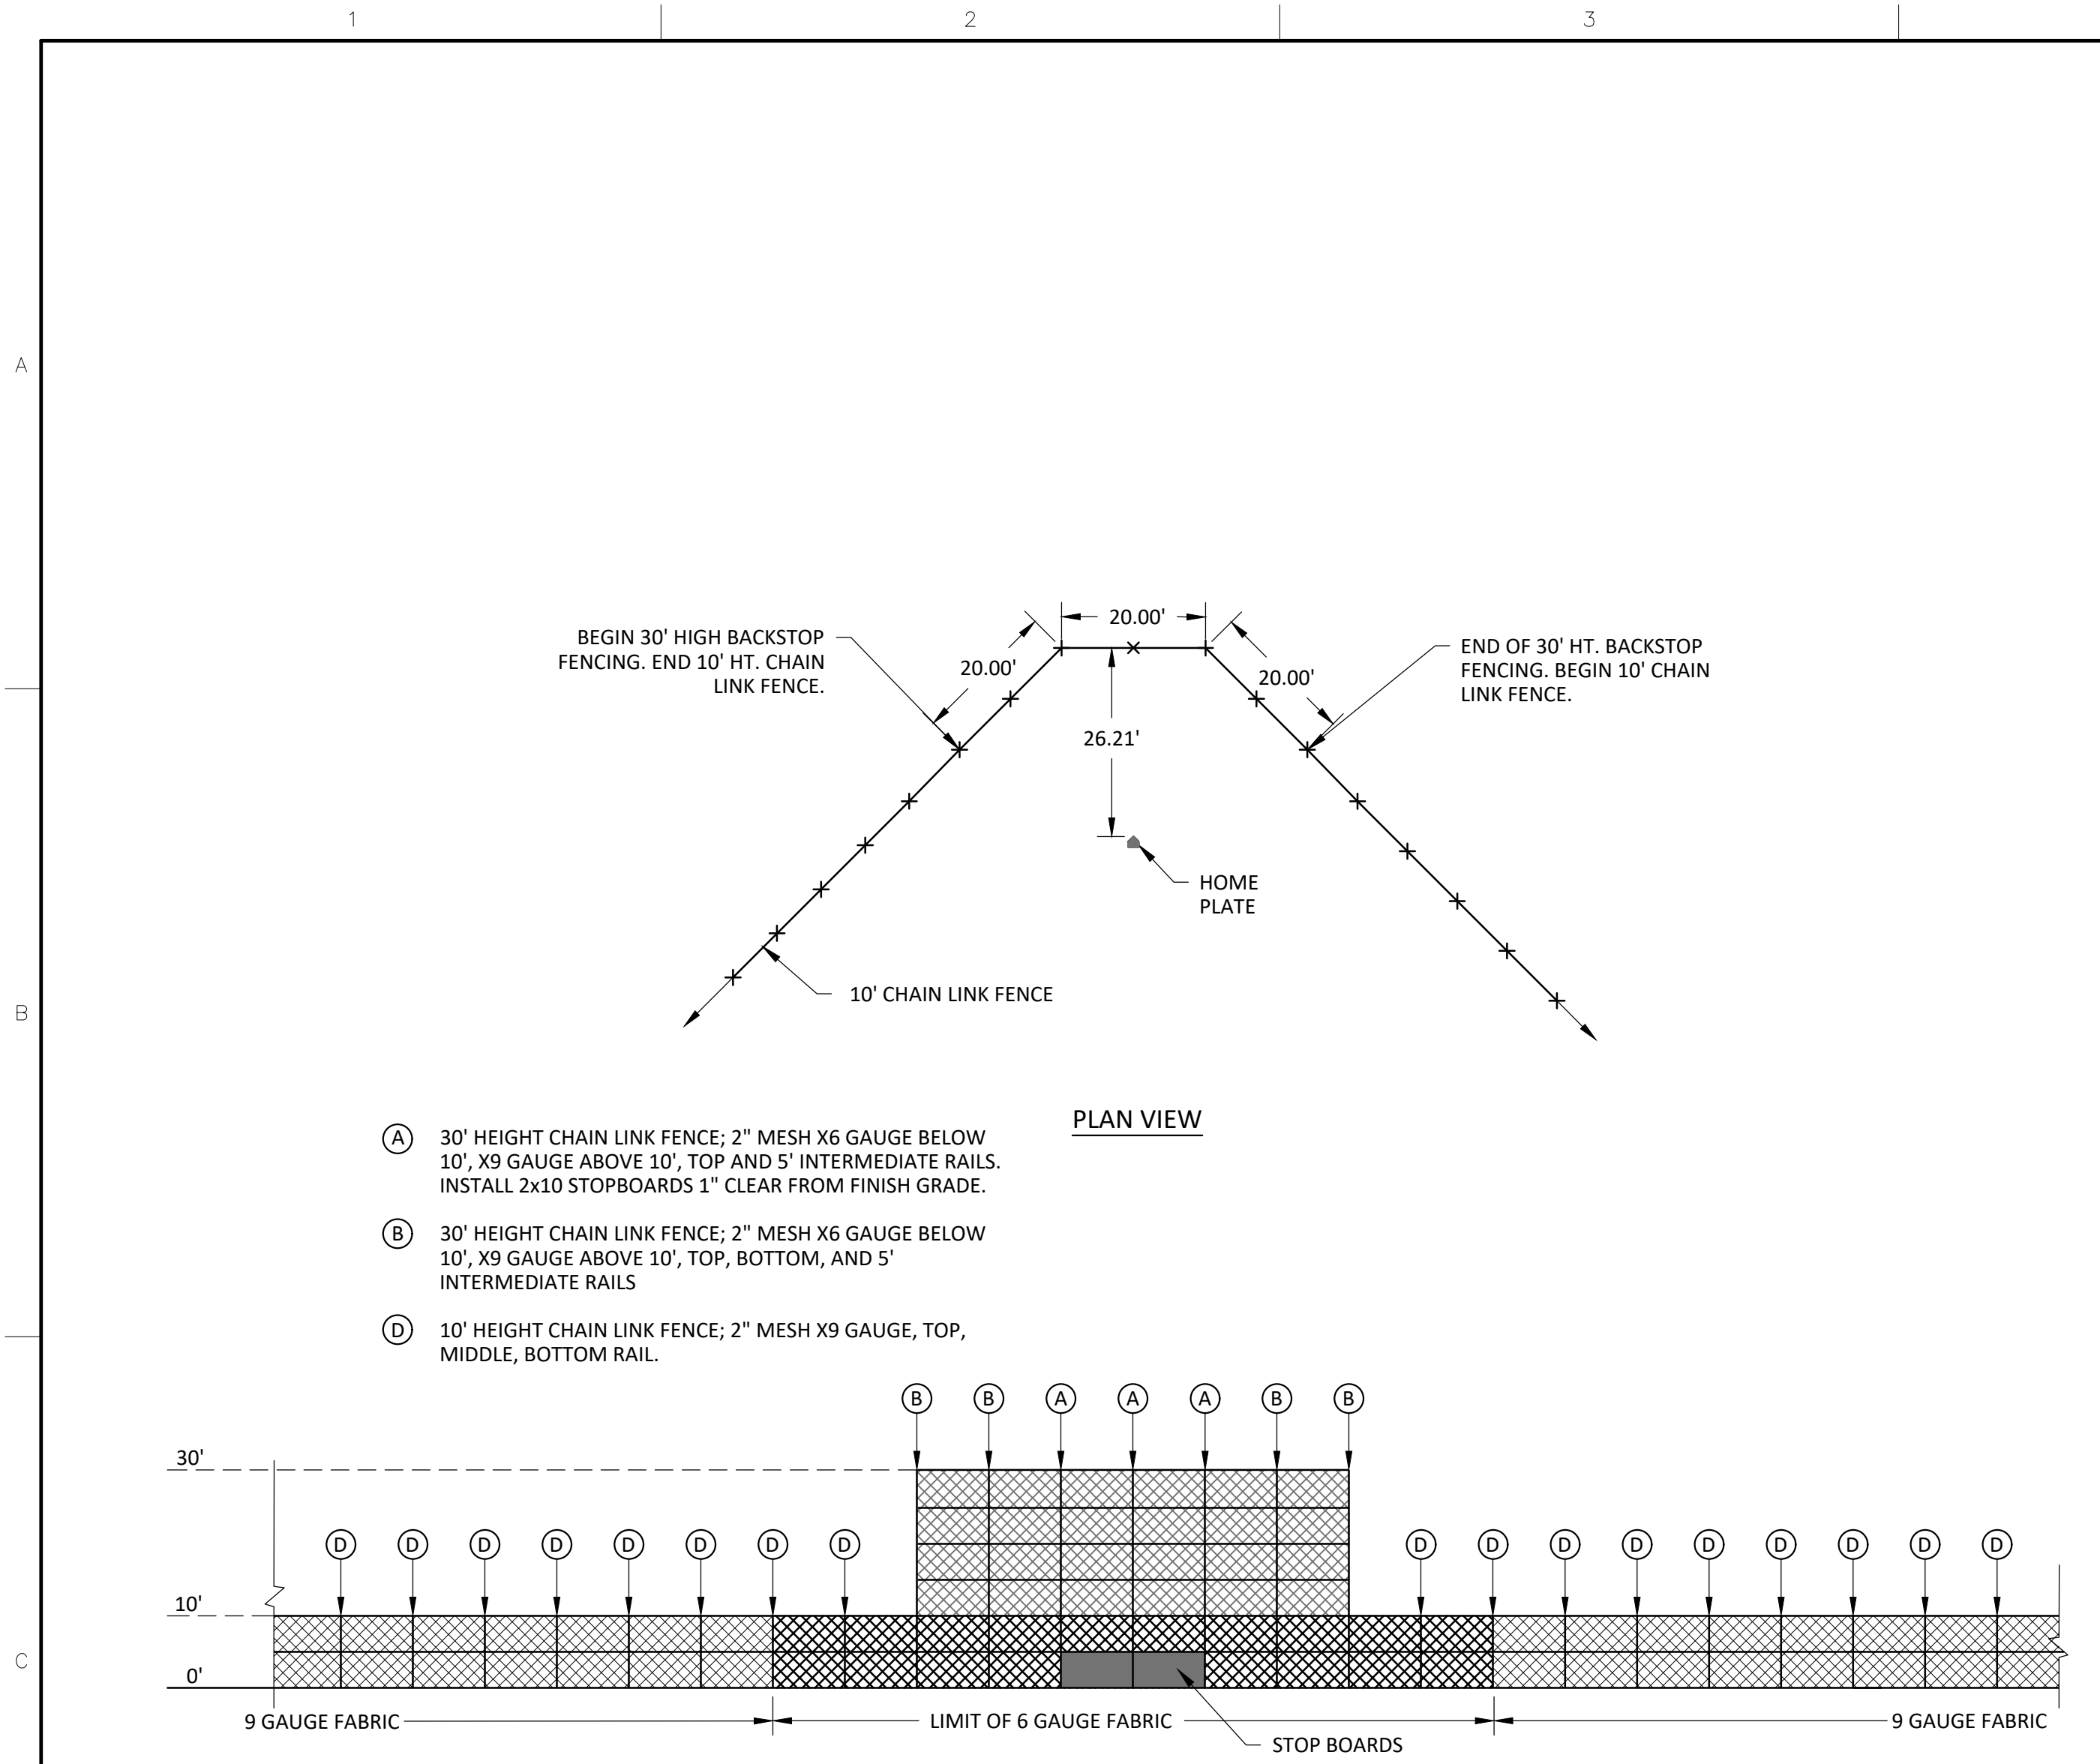 1 2 3
A
B
C
BEGIN 30' HIGH BACKSTOP
FENCING. END 10' HT. CHAIN
LINK FENCE.
20.00'
20.00'
20.00'
END OF 30' HT. BACKSTOP
FENCING. BEGIN 10' CHAIN
LINK FENCE.
26.21'
HOME
PLATE
10' CHAIN LINK FENCE
PLAN VIEW
A 30' HEIGHT CHAIN LINK FENCE; 2" MESH X6 GAUGE BELOW
10', X9 GAUGE ABOVE 10', TOP AND 5' INTERMEDIATE RAILS.
INSTALL 2x10 STOPBOARDS 1" CLEAR FROM FINISH GRADE.
B 30' HEIGHT CHAIN LINK FENCE; 2" MESH X6 GAUGE BELOW
10', X9 GAUGE ABOVE 10', TOP, BOTTOM, AND 5'
INTERMEDIATE RAILS
D 10' HEIGHT CHAIN LINK FENCE; 2" MESH X9 GAUGE, TOP,
MIDDLE, BOTTOM RAIL.
B B A A A B B
30'
D D D D D D D D D D D D D D D D D
10'
0'
9 GAUGE FABRIC LIMIT OF 6 GAUGE FABRIC 9 GAUGE FABRIC
STOP BOARDS